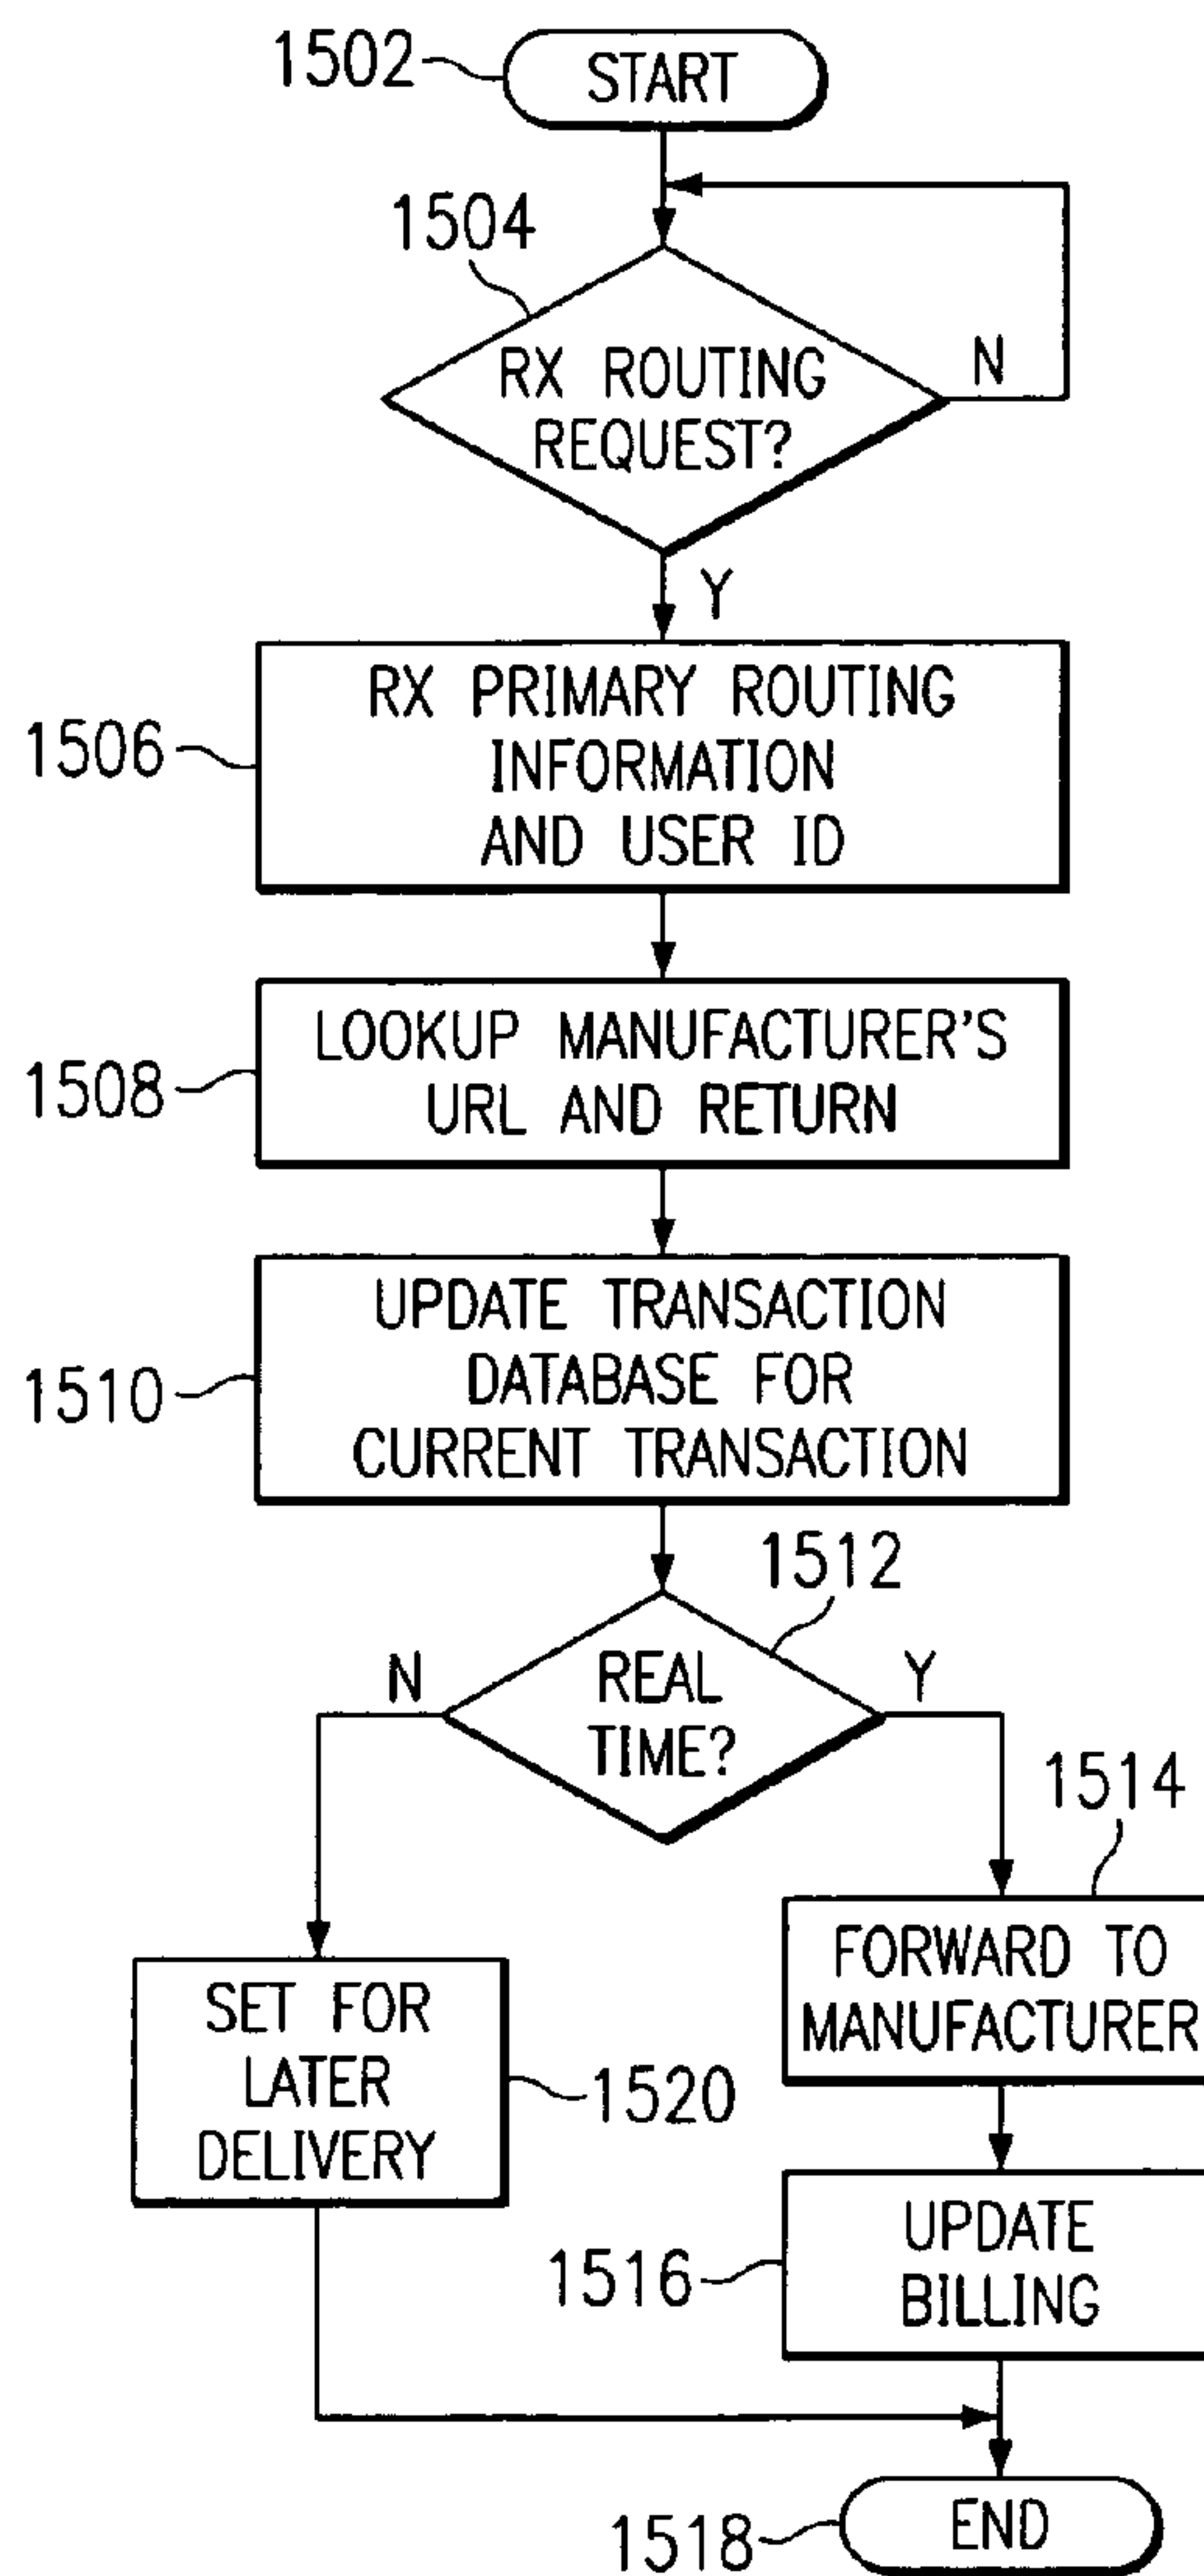 1502
START
1504
RX ROUTING
REQUEST?
N
Y
1506
RX PRIMARY ROUTING
INFORMATION
AND USER ID
1508
LOOKUP MANUFACTURER'S
URL AND RETURN
1510
UPDATE TRANSACTION
DATABASE FOR
CURRENT TRANSACTION
1512
N
REAL
TIME?
Y
1514
FORWARD TO
MANUFACTURER
SET FOR
LATER
DELIVERY
1520
1516
UPDATE
BILLING
1518
END